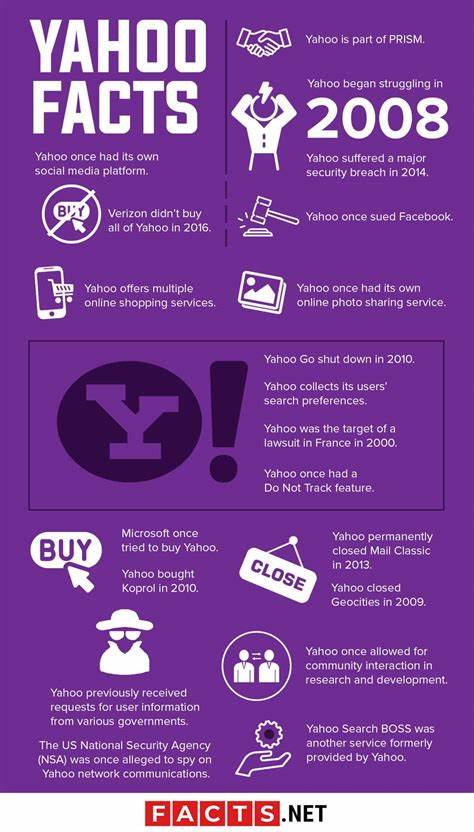 YAHOO
FACTS
Yahoo once had its own
social media platform.
BUY
Verizon didn't buy
all of Yahoo in 2016.
Yahoo is part of PRISM.
Yahoo began struggling in
2008
Yahoo suffered a major
security breach in 2014.
Yahoo once sued Facebook.
Yahoo offers multiple
online shopping services.
Yahoo once had its own
online photo sharing service.
Y!
Yahoo Go shut down in 2010.
Yahoo collects its users'
search preferences.
Yahoo was the target of a
lawsuit in France in 2000.
Yahoo once had a
Do Not Track feature.
BUY
Microsoft once
tried to buy Yahoo.
Yahoo bought
Koprol in 2010.
CLOSE
Yahoo permanently
closed Mail Classic
in 2013.
Yahoo closed
Geocities in 2009.
Yahoo previously received
requests for user information
from various governments.
The US National Security Agency
(NSA) was once alleged to spy on
Yahoo network communications.
Yahoo once allowed for
community interaction in
research and development.
Yahoo Search BOSS was
another service formerly
provided by Yahoo.
FACTS.NET